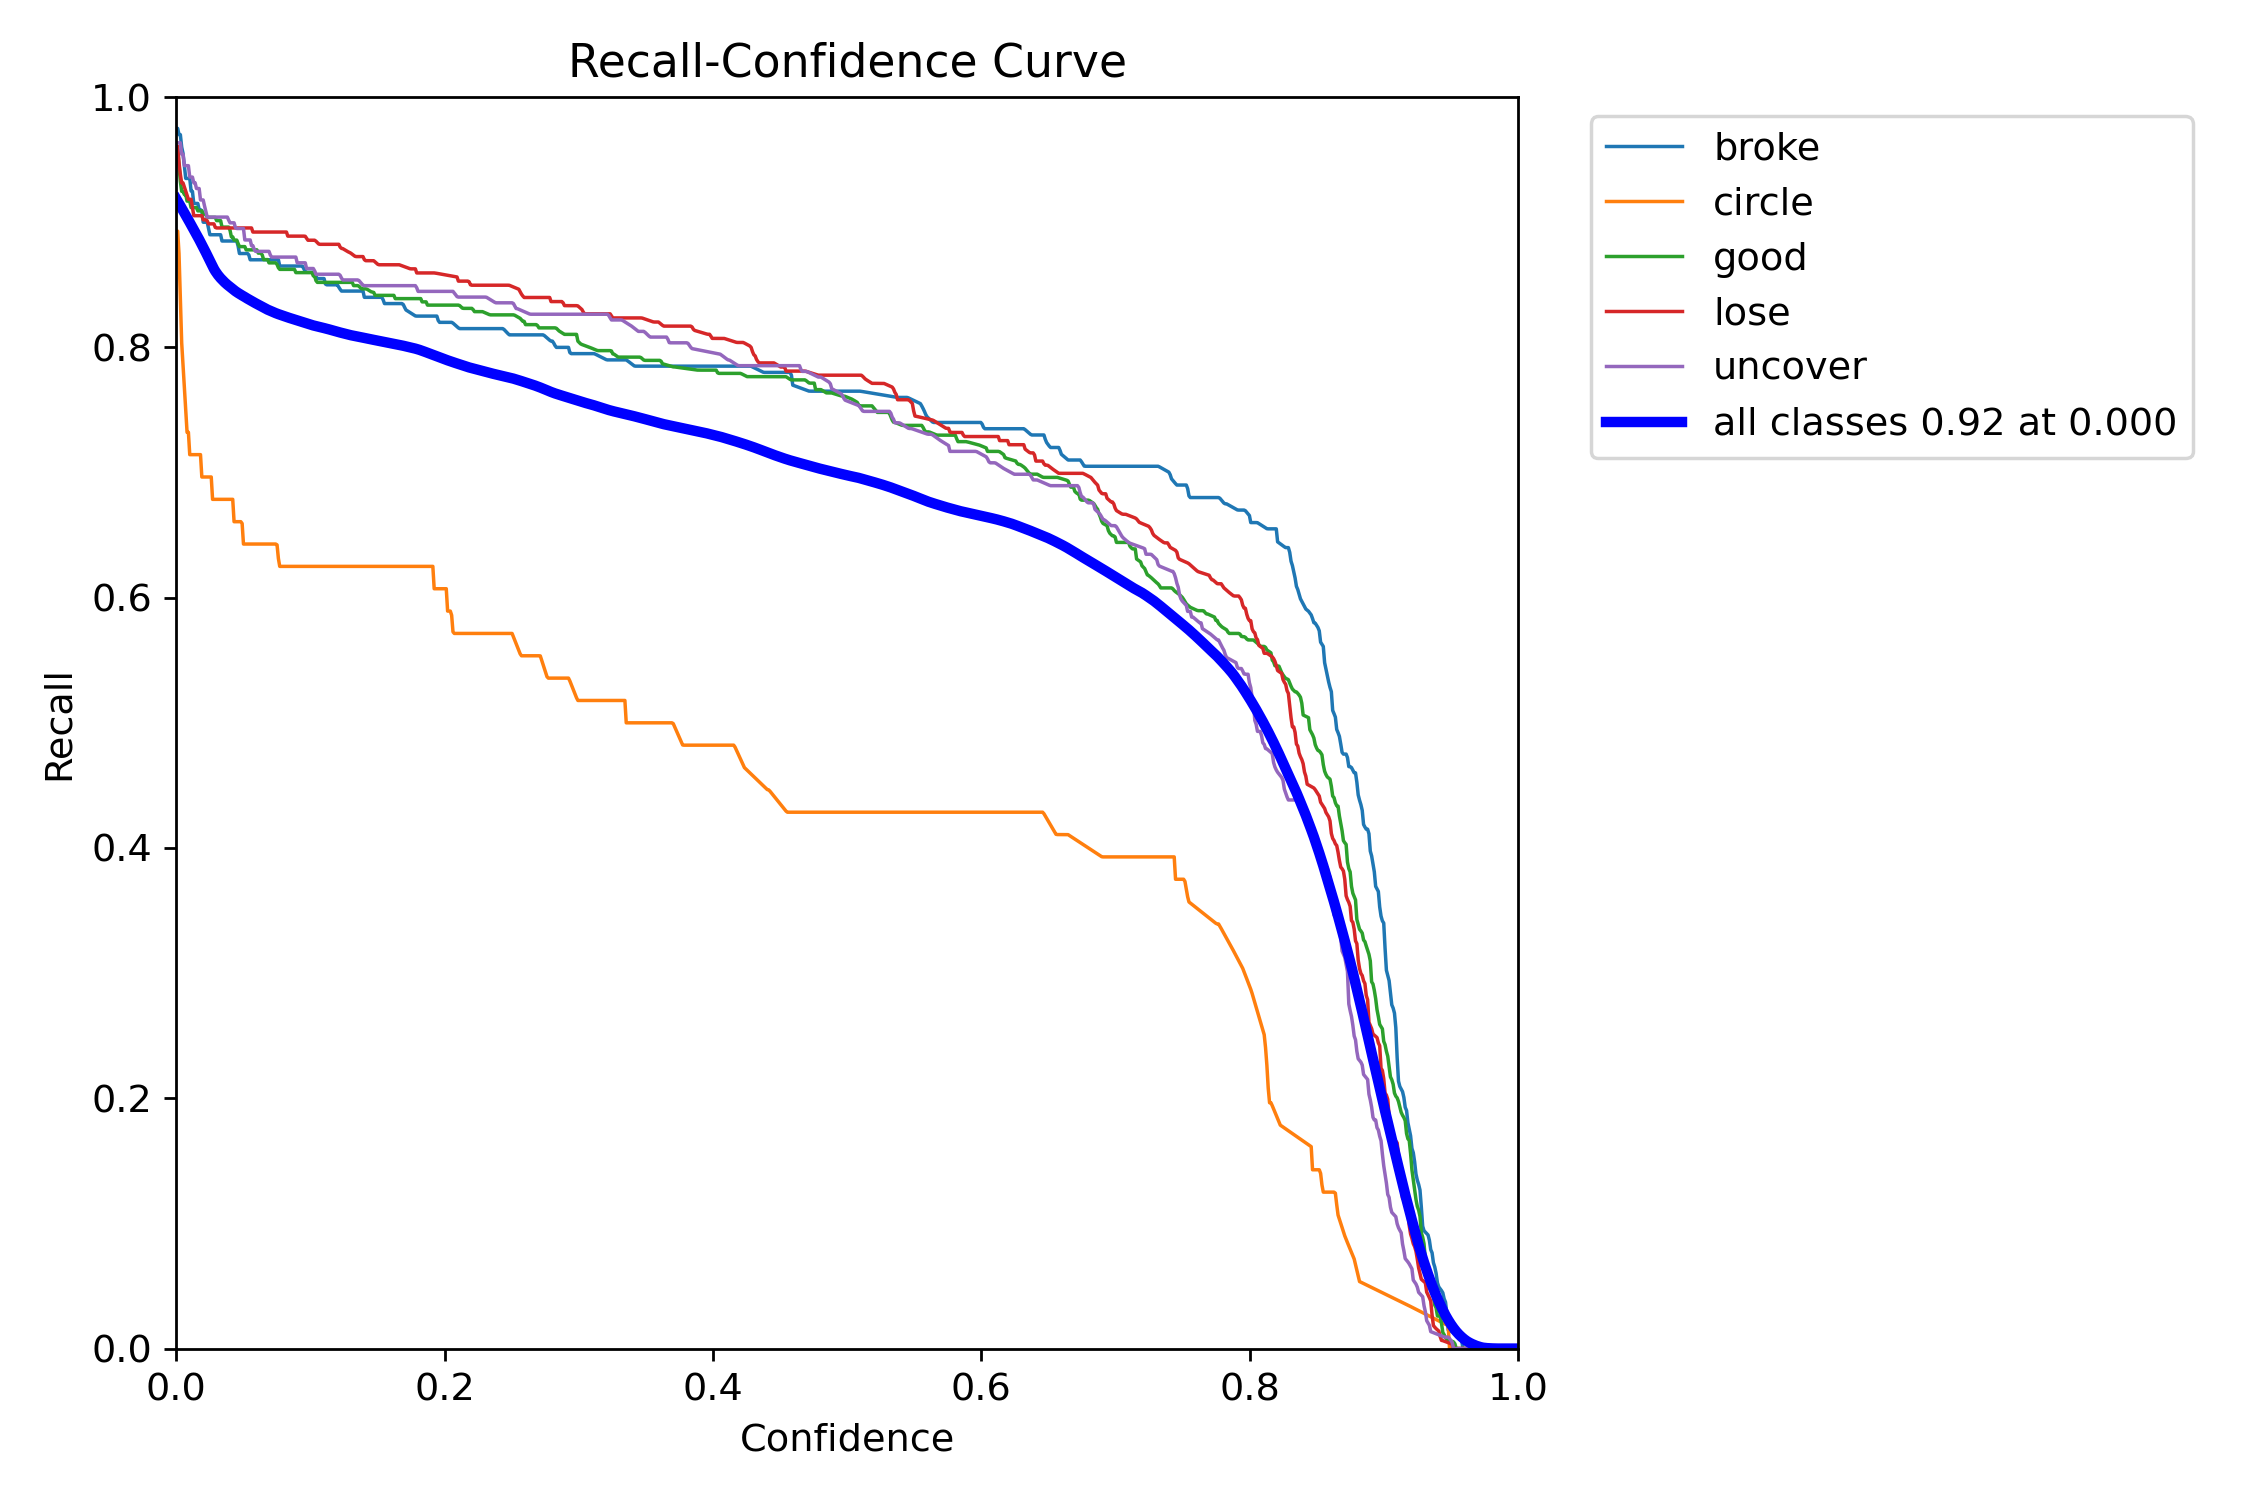 Recall-Confidence Curve
1.0
0.8
0.6
0.4
0.2
0.0
Recall
0.0 0.2 0.4 0.6 0.8 1.0
Confidence
broke
circle
good
lose
uncover
all classes 0.92 at 0.000